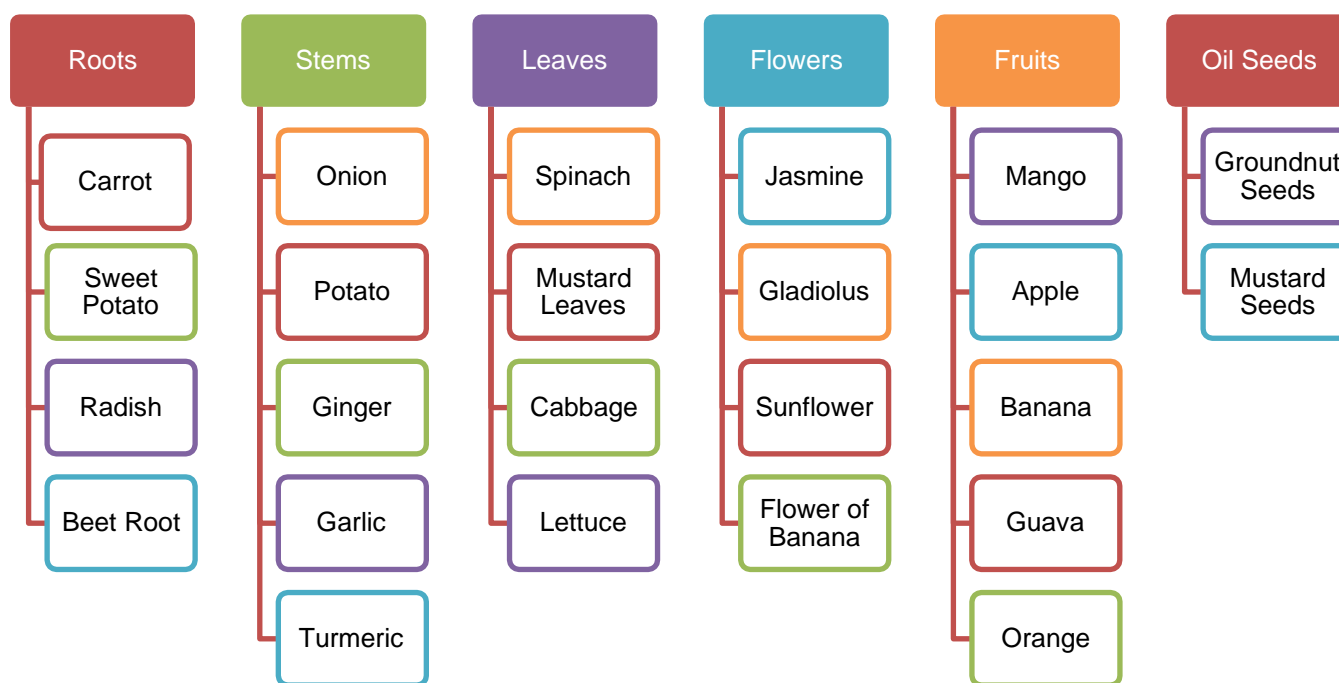 Roots
Carrot
Sweet
Potato
Radish
Beet Root
Stems
Onion
Potato
Ginger
Garlic
Turmeric
Leaves
Spinach
Mustard
Leaves
Cabbage
Lettuce
Flowers
Jasmine
Gladiolus
Sunflower
Flower of
Banana
Fruits
Mango
Apple
Banana
Guava
Orange
Oil Seeds
Groundnut
Seeds
Mustard
Seeds